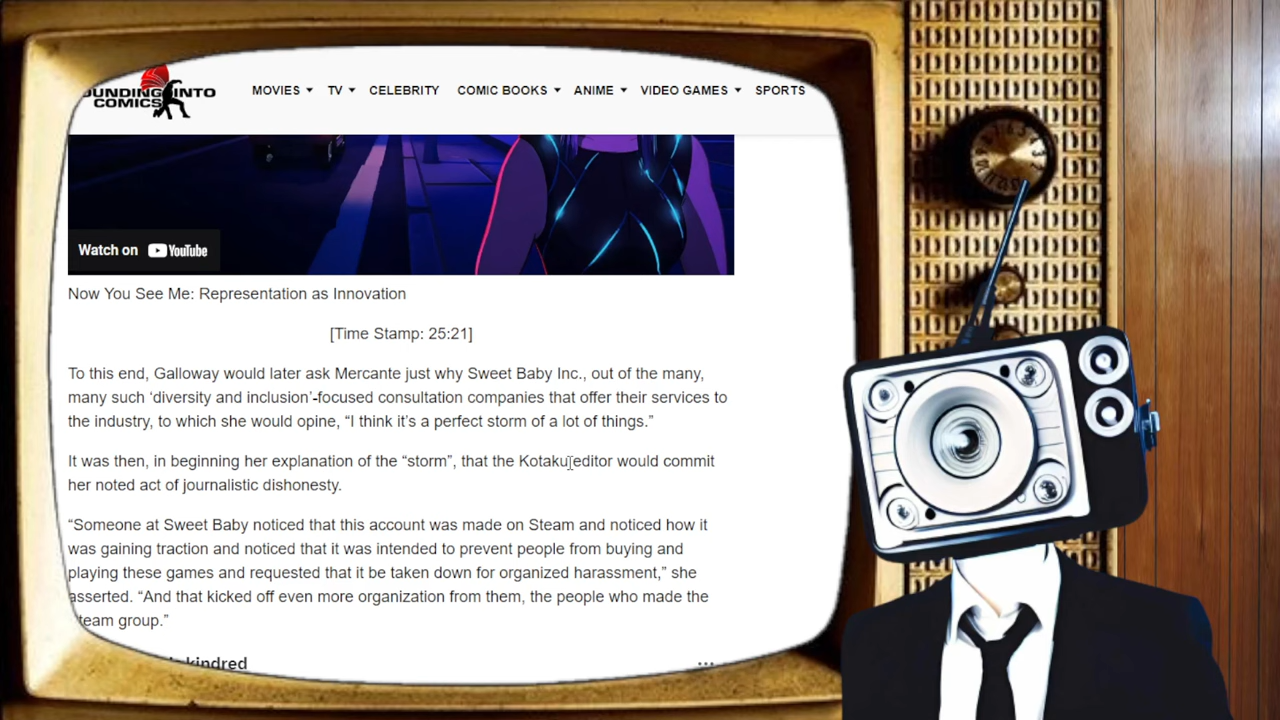 OUNDING INTO
COMICS
MOVIES TV CELEBRITY COMIC BOOKS ANIME VIDEO GAMES SPORTS
Watch on YouTube
Now You See Me: Representation as Innovation
[Time Stamp: 25:21]
To this end, Galloway would later ask Mercante just why Sweet Baby Inc., out of the many,
many such ‘diversity and inclusion’-focused consultation companies that offer their services to
the industry, to which she would opine, “I think it’s a perfect storm of a lot of things.”
It was then, in beginning her explanation of the “storm”, that the Kotaku editor would commit
her noted act of journalistic dishonesty.
“Someone at Sweet Baby noticed that this account was made on Steam and noticed how it
was gaining traction and noticed that it was intended to prevent people from buying and
playing these games and requested that it be taken down for organized harassment,” she
asserted. “And that kicked off even more organization from them, the people who made the
team group.”
kindred